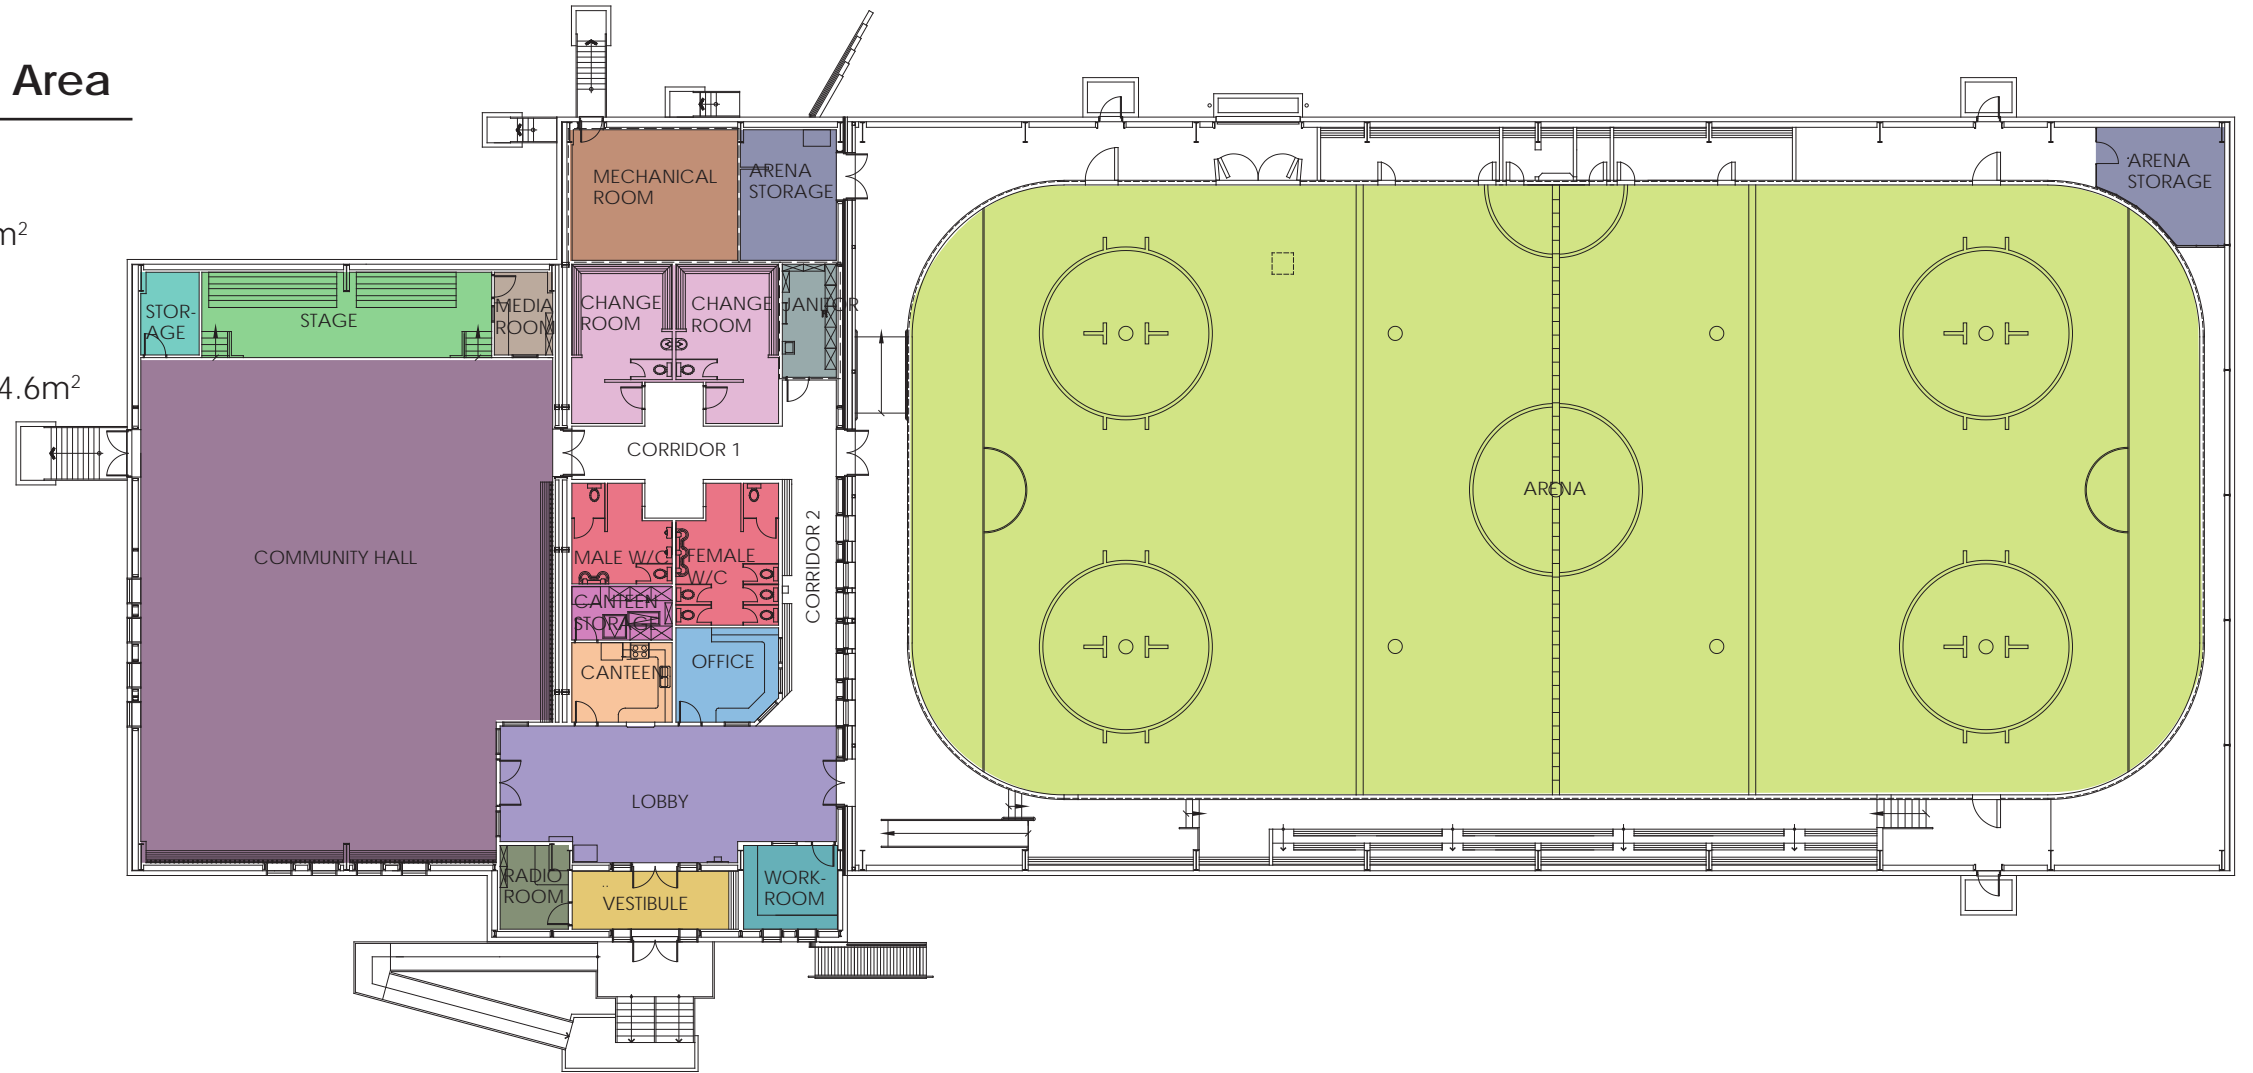 Area
m²
4.6m²
MECHANICAL
ROOM
ARENA
STORAGE
ARENA
STORAGE
STOR-
AGE
STAGE
MEDIA
ROOM
CHANGE
ROOM
CHANGE
ROOM
JANITOR
CORRIDOR 1
COMMUNITY HALL
MALE W/C
FEMALE
W/C
CORRIDOR 2
ARENA
CANTEEN
STORAGE
CANTEEN
OFFICE
LOBBY
RADIO
ROOM
VESTIBULE
WORK-
ROOM